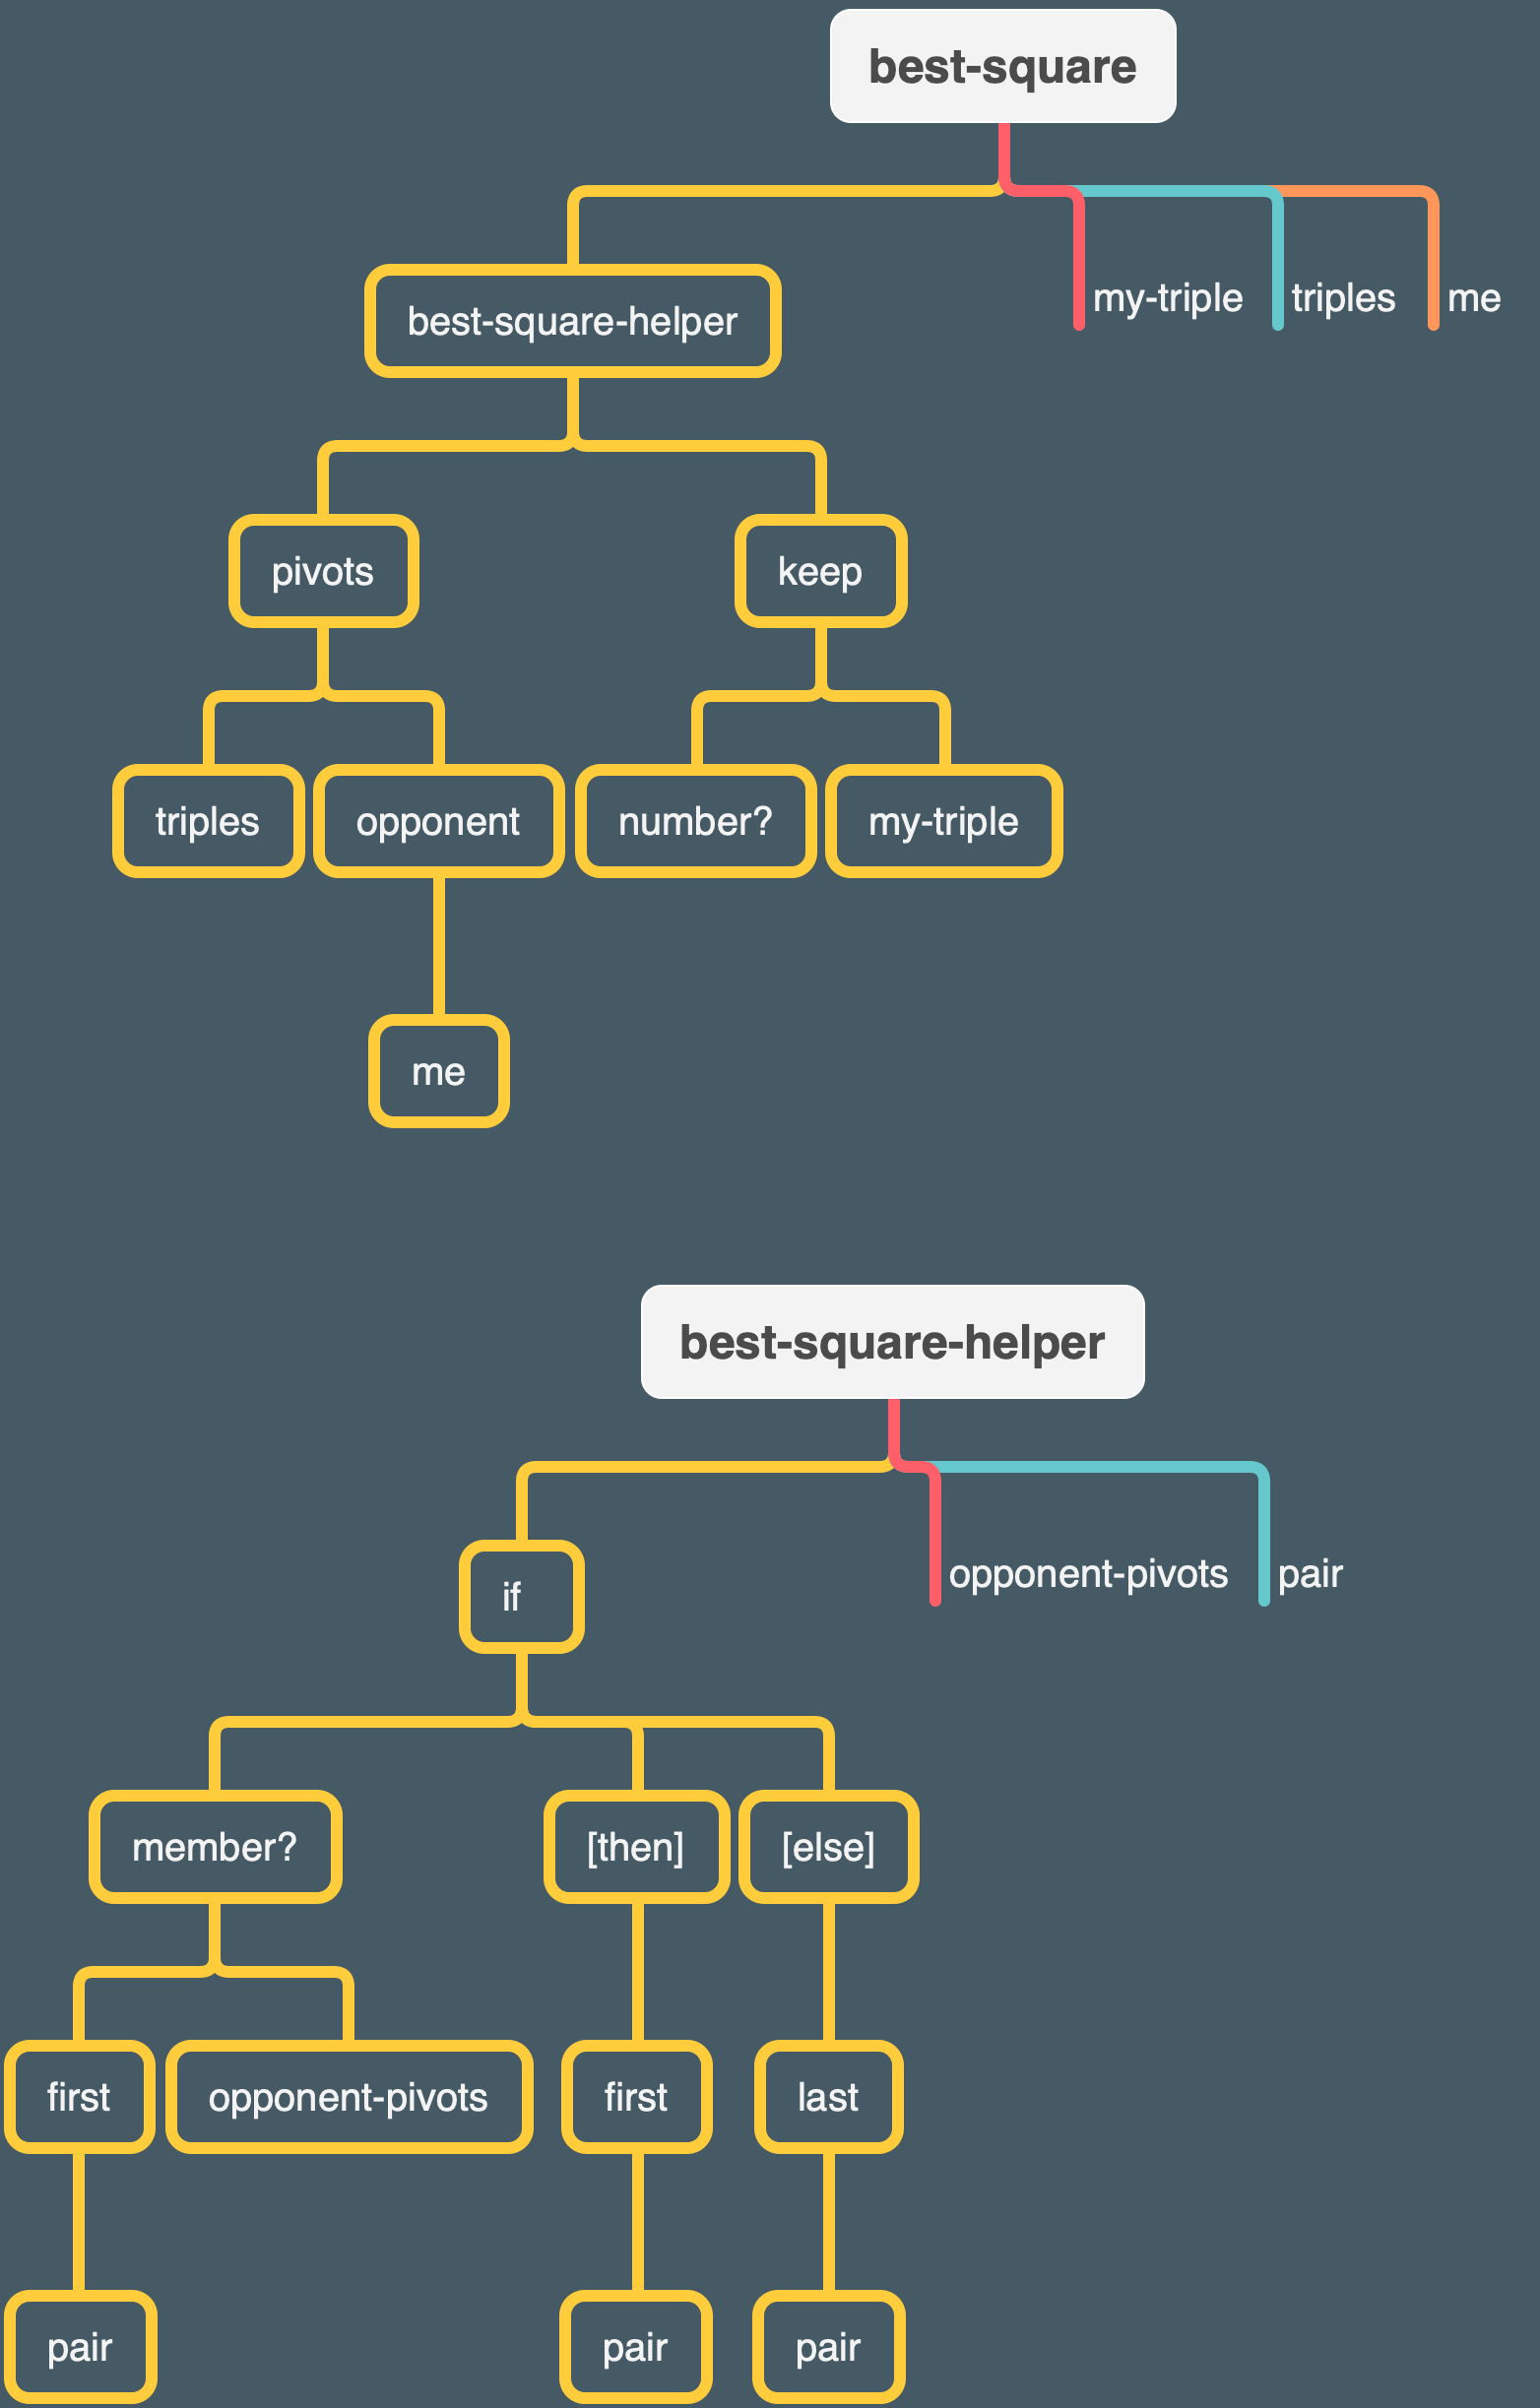 best-square
my-triple triples me
best-square-helper
pivots keep
triples opponent number? my-triple
me
best-square-helper
opponent-pivots pair
if
member? [then] [else]
first opponent-pivots first last
pair pair pair